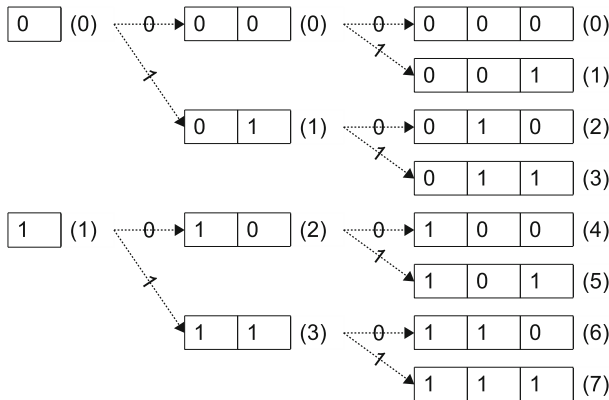 0 (0) 0 0 0 (0) 0 0 0 0 (0)
1 0 0 1 (1)
1 0 1 (1) 0 0 1 0 (2)
1 0 1 1 (3)
1 (1) 0 1 0 (2) 0 1 0 0 (4)
1 1 0 1 (5)
1 1 1 (3) 0 1 1 0 (6)
1 1 1 1 (7)